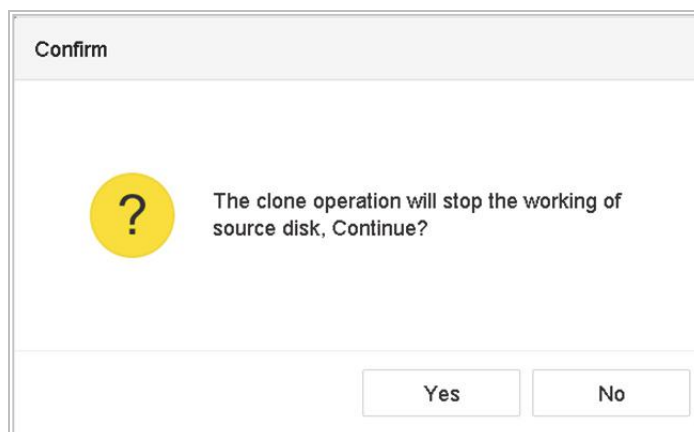 Confirm
?
The clone operation will stop the working of
source disk, Continue?
Yes
No